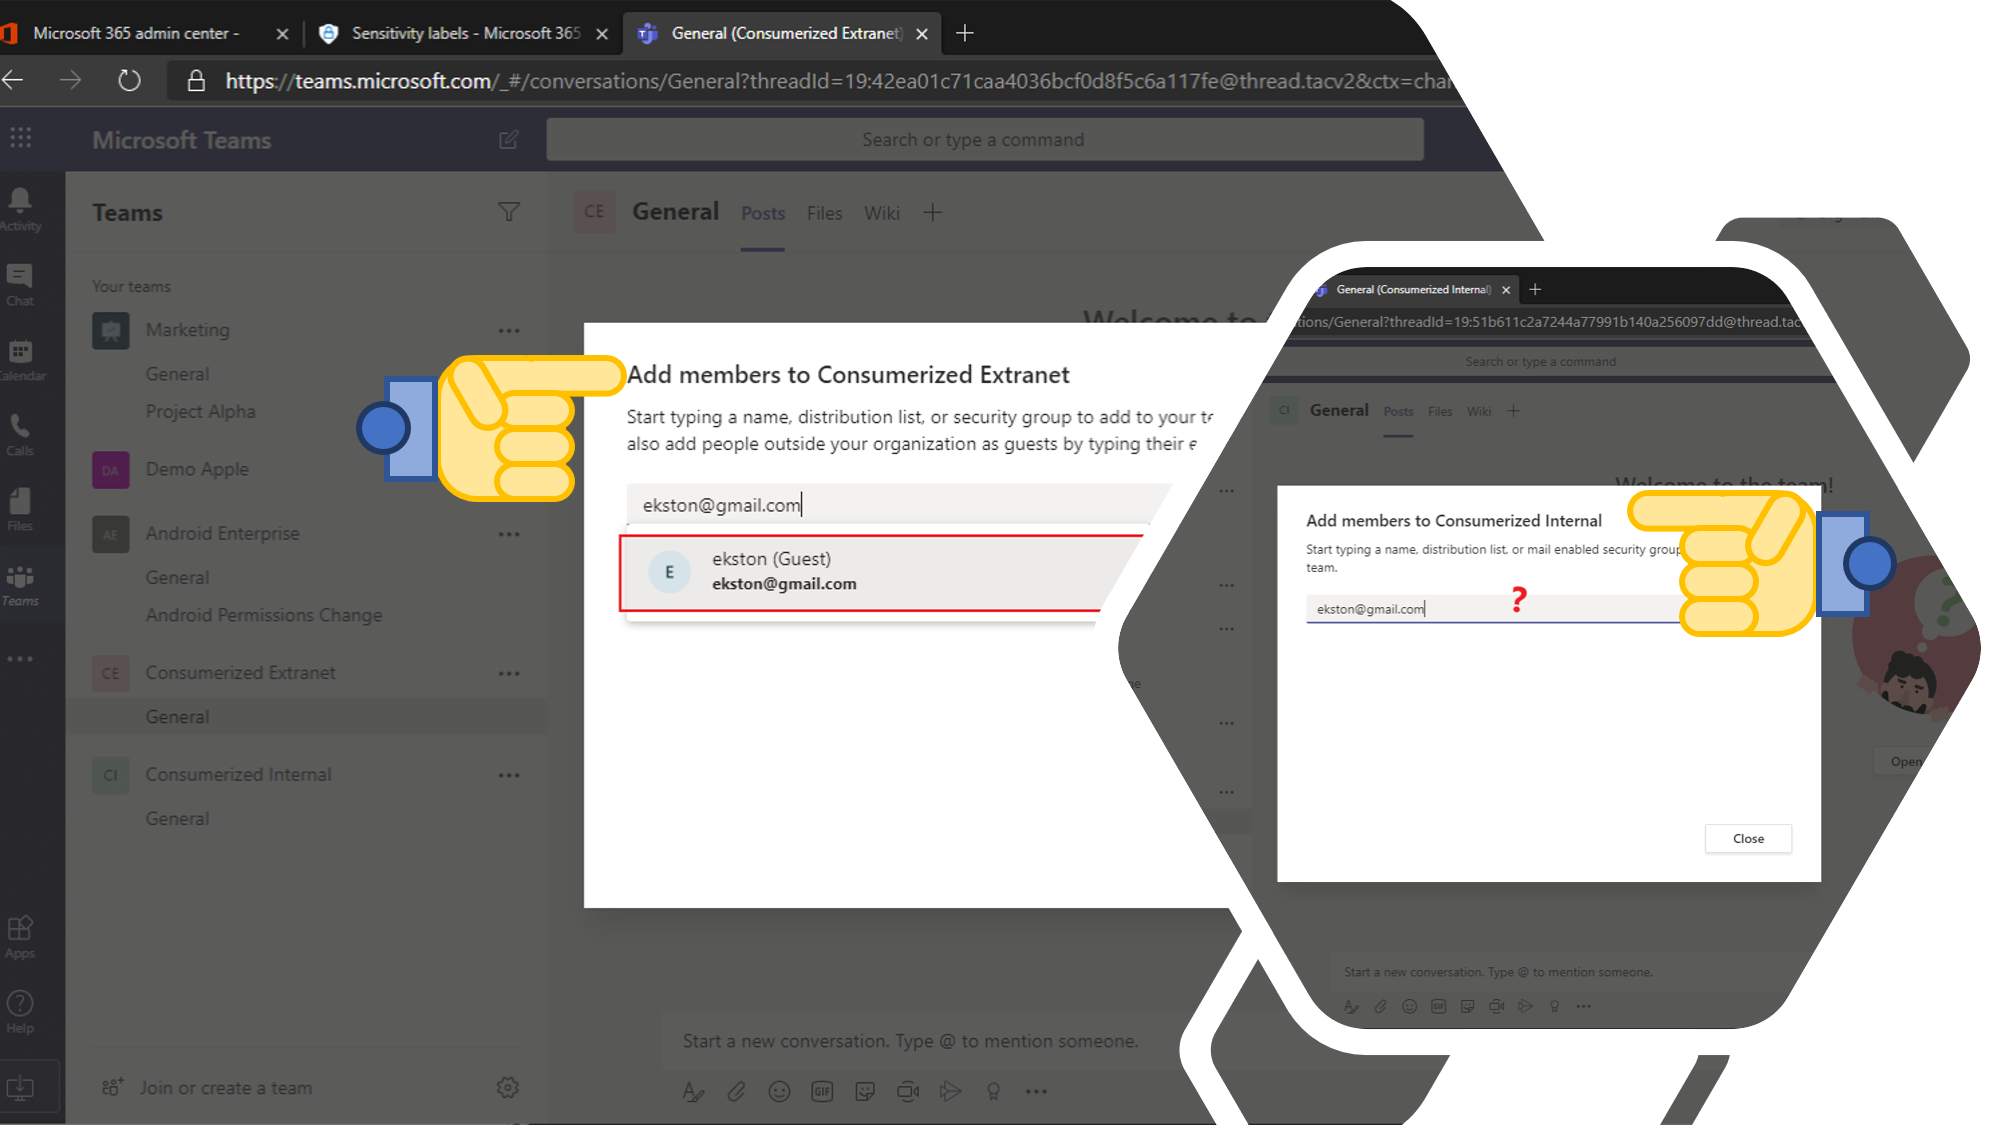 Microsoft 365 admin center -
Sensitivity labels - Microsoft 365
General (Consumerized Extranet)
https://teams.microsoft.com/_#/conversations/General?threadId=19:42ea01c71caa4036bcf0d8f5c6a117fe@thread.tacv2&ctx=char
Microsoft Teams
Search or type a command
Activity
Chat
Calendar
Calls
Files
Teams
Apps
Help
Teams
Your teams
Marketing
General
Project Alpha
DA Demo Apple
AE Android Enterprise
General
Android Permissions Change
CE Consumerized Extranet
General
CI Consumerized Internal
General
Join or create a team
CE General Posts Files Wiki
Welcome to
Add members to Consumerized Extranet
Start typing a name, distribution list, or security group to add to your te
also add people outside your organization as guests by typing their e
ekston@gmail.com
E
ekston (Guest)
ekston@gmail.com
Start a new conversation. Type @ to mention someone.
GIF
General (Consumerized Internal)
tions/General?threadId=19:51b611c2a7244a77991b140a256097dd@thread.tac
Search or type a command
CI General Posts Files Wiki
Welcome to the team!
Add members to Consumerized Internal
Start typing a name, distribution list, or mail enabled security group
team.
ekston@gmail.com
?
?
ge
Open
Close
Start a new conversation. Type @ to mention someone.
GIF